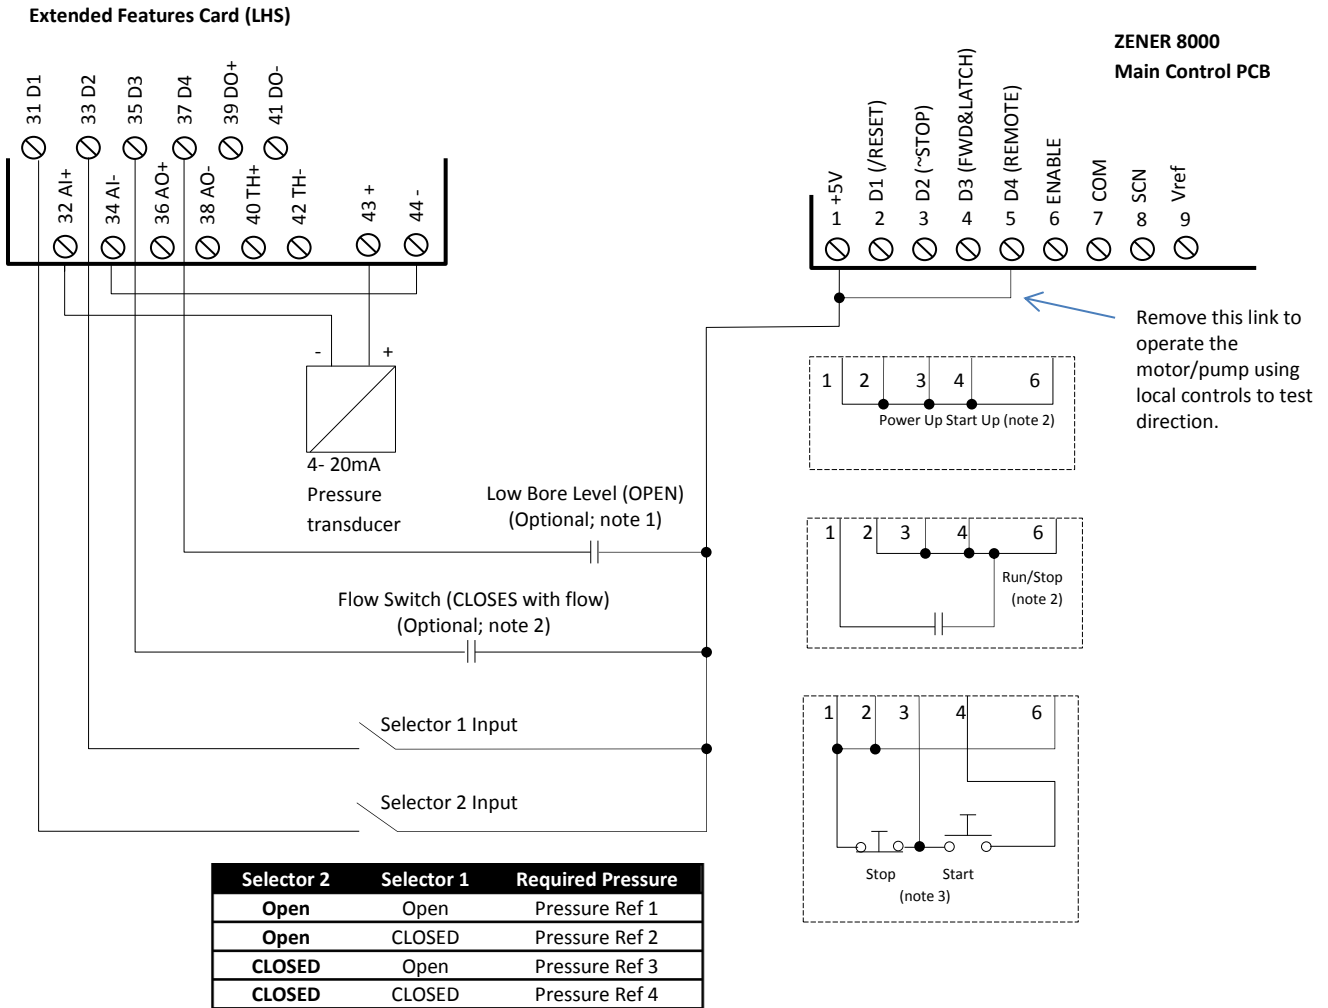 Extended Features Card (LHS)
31 D1
33 D2
35 D3
37 D4
39 DO+
41 DO-
32 AI+
34 AI-
36 AO+
38 AO-
40 TH+
42 TH-
43 +
44 -
ZENER 8000
Main Control PCB
+5V
D1 (/RESET)
D2 (~STOP)
D3 (FWD&LATCH)
D4 (REMOTE)
ENABLE
COM
SCN
Vref
1 2 3 4 5 6 7 8 9
Remove this link to
operate the
motor/pump using
local controls to test
direction.
- +
4- 20mA
Pressure
transducer
1 2 3 4 6
Power Up Start Up (note 2)
Low Bore Level (OPEN)
(Optional; note 1)
1 2 3 4 6
Run/Stop
(note 2)
Flow Switch (CLOSES with flow)
(Optional; note 2)
Selector 1 Input
Selector 2 Input
1 2 3 4 6
Stop Start
(note 3)
Selector 2 Selector 1 Required Pressure
Open Open Pressure Ref 1
Open CLOSED Pressure Ref 2
CLOSED Open Pressure Ref 3
CLOSED CLOSED Pressure Ref 4